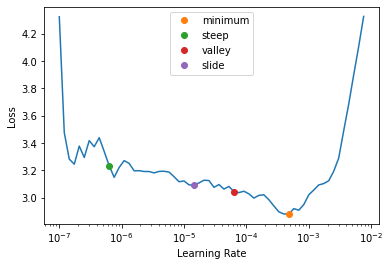 minimum
steep
valley
slide
Loss
4.2
4.0
3.8
3.6
3.4
3.2
3.0
10⁻⁷
10⁻⁶
10⁻⁵
10⁻⁴
10⁻³
10⁻²
Learning Rate